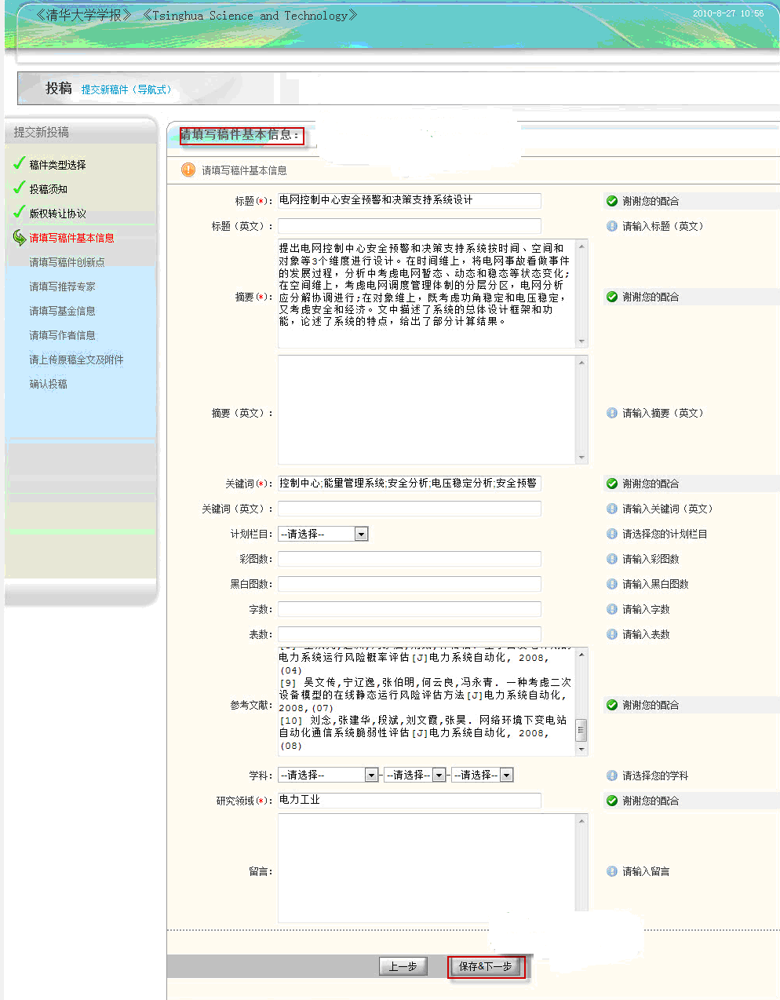 《清华大学学报》 《Tsinghua Science and Technology》
2010-8-27 10:56
投稿 提交新稿件（导航式）
提交新投稿
稿件类型选择
投稿须知
版权转让协议
请填写稿件基本信息
请填写稿件创新点
请填写推荐专家
请填写基金信息
请填写作者信息
请上传原稿全文及附件
确认投稿
请填写稿件基本信息：
请填写稿件基本信息
标题(*)： 电网控制中心安全预警和决策支持系统设计 谢谢您的配合
标题（英文）： 请输入标题（英文）
提出电网控制中心安全预警和决策支持系统按时间、空间和
对象等3个维度进行设计。在时间维上，将电网事故看做事件
的发展过程，分析中考虑电网暂态、动态和稳态等状态变化;
在空间维上，考虑电网调度管理体制的分层分区，电网分析
应分解协调进行;在对象维上，既考虑功角稳定和电压稳定，
又考虑安全和经济。文中描述了系统的总体设计框架和功
能，论述了系统的特点，给出了部分计算结果。
摘要(*)： 谢谢您的配合
摘要（英文）： 请输入摘要（英文）
关键词(*)： 控制中心;能量管理系统;安全分析;电压稳定分析;安全预警 谢谢您的配合
关键词（英文）： 请输入关键词（英文）
计划栏目： --请选择-- 请选择您的计划栏目
彩图数： 请输入彩图数
黑白图数： 请输入黑白图数
字数： 请输入字数
表数： 请输入表数
电力系统运行风险概率评估[J]电力系统自动化, 2008,
(04)
[9] 吴文传,宁辽逸,张伯明,何云良,冯永青. 一种考虑二次
设备模型的在线静态运行风险评估方法[J]电力系统自动化,
2008,(07)
[10] 刘念,张建华,段斌,刘文霞,张昊. 网络环境下变电站
自动化通信系统脆弱性评估[J]电力系统自动化, 2008,
(08)
参考文献： 谢谢您的配合
学科： --请选择-- - --请选择-- - --请选择-- 请选择您的学科
研究领域(*)： 电力工业 谢谢您的配合
留言： 请输入留言
上一步 保存&下一步